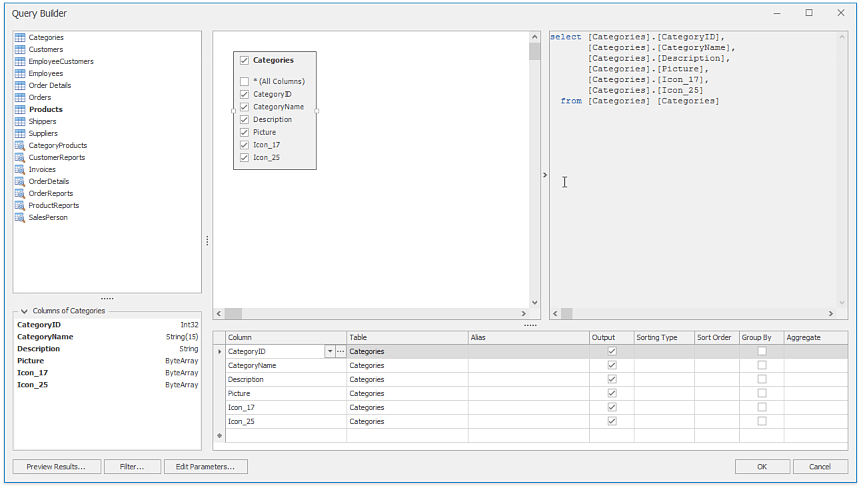 Query Builder
Categories
Customers
EmployeeCustomers
Employees
Order Details
Orders
Products
Shippers
Suppliers
CategoryProducts
CustomerReports
Invoices
OrderDetails
OrderReports
ProductReports
SalesPerson
Columns of Categories
CategoryID Int32
CategoryName String(15)
Description String
Picture ByteArray
Icon_17 ByteArray
Icon_25 ByteArray
Categories
* (All Columns)
CategoryID
CategoryName
Description
Picture
Icon_17
Icon_25
select [Categories].[CategoryID],
[Categories].[CategoryName],
[Categories].[Description],
[Categories].[Picture],
[Categories].[Icon_17],
[Categories].[Icon_25]
from [Categories] [Categories]
Column Table Alias Output Sorting Type Sort Order Group By Aggregate
CategoryID Categories
CategoryName Categories
Description Categories
Picture Categories
Icon_17 Categories
Icon_25 Categories
Preview Results... Filter... Edit Parameters... OK Cancel